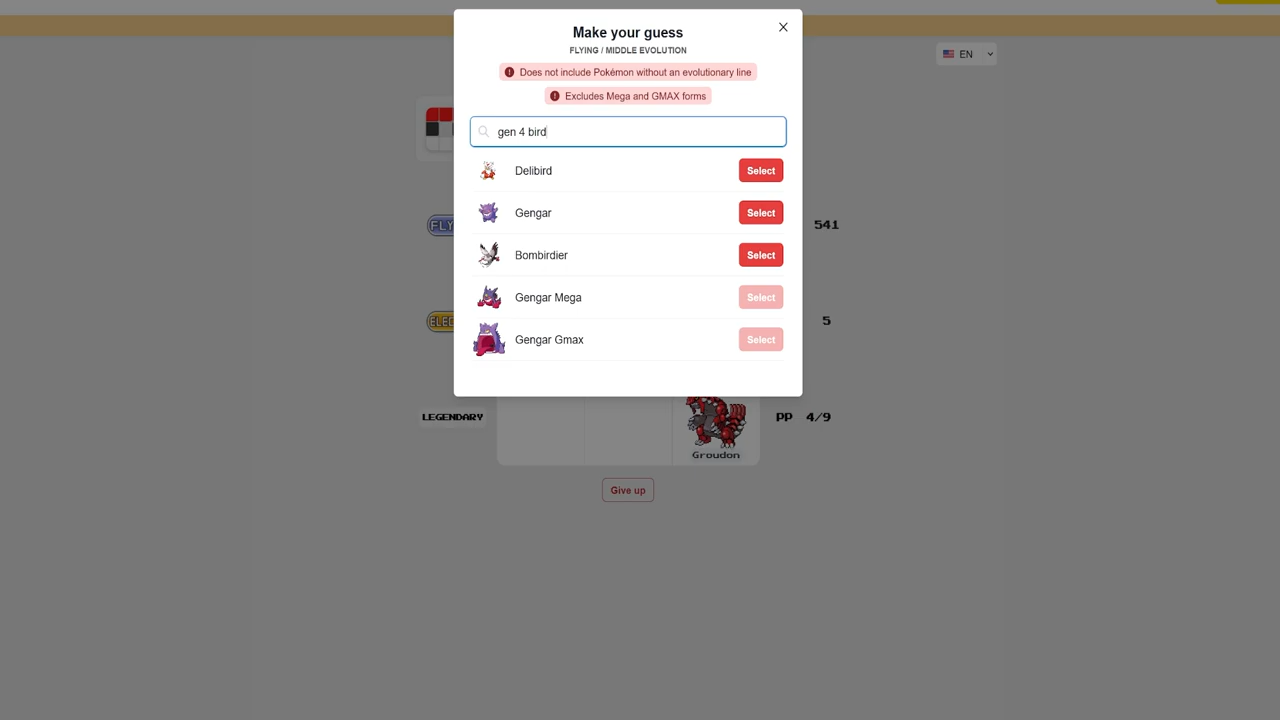 Make your guess
FLYING / MIDDLE EVOLUTION
Does not include Pokémon without an evolutionary line
Excludes Mega and GMAX forms
EN
gen 4 bird
Delibird Select
Gengar Select
FLY
541
Bombirdier Select
Gengar Mega Select
ELEC
5
Gengar Gmax Select
LEGENDARY
PP 4/9
Groudon
Give up